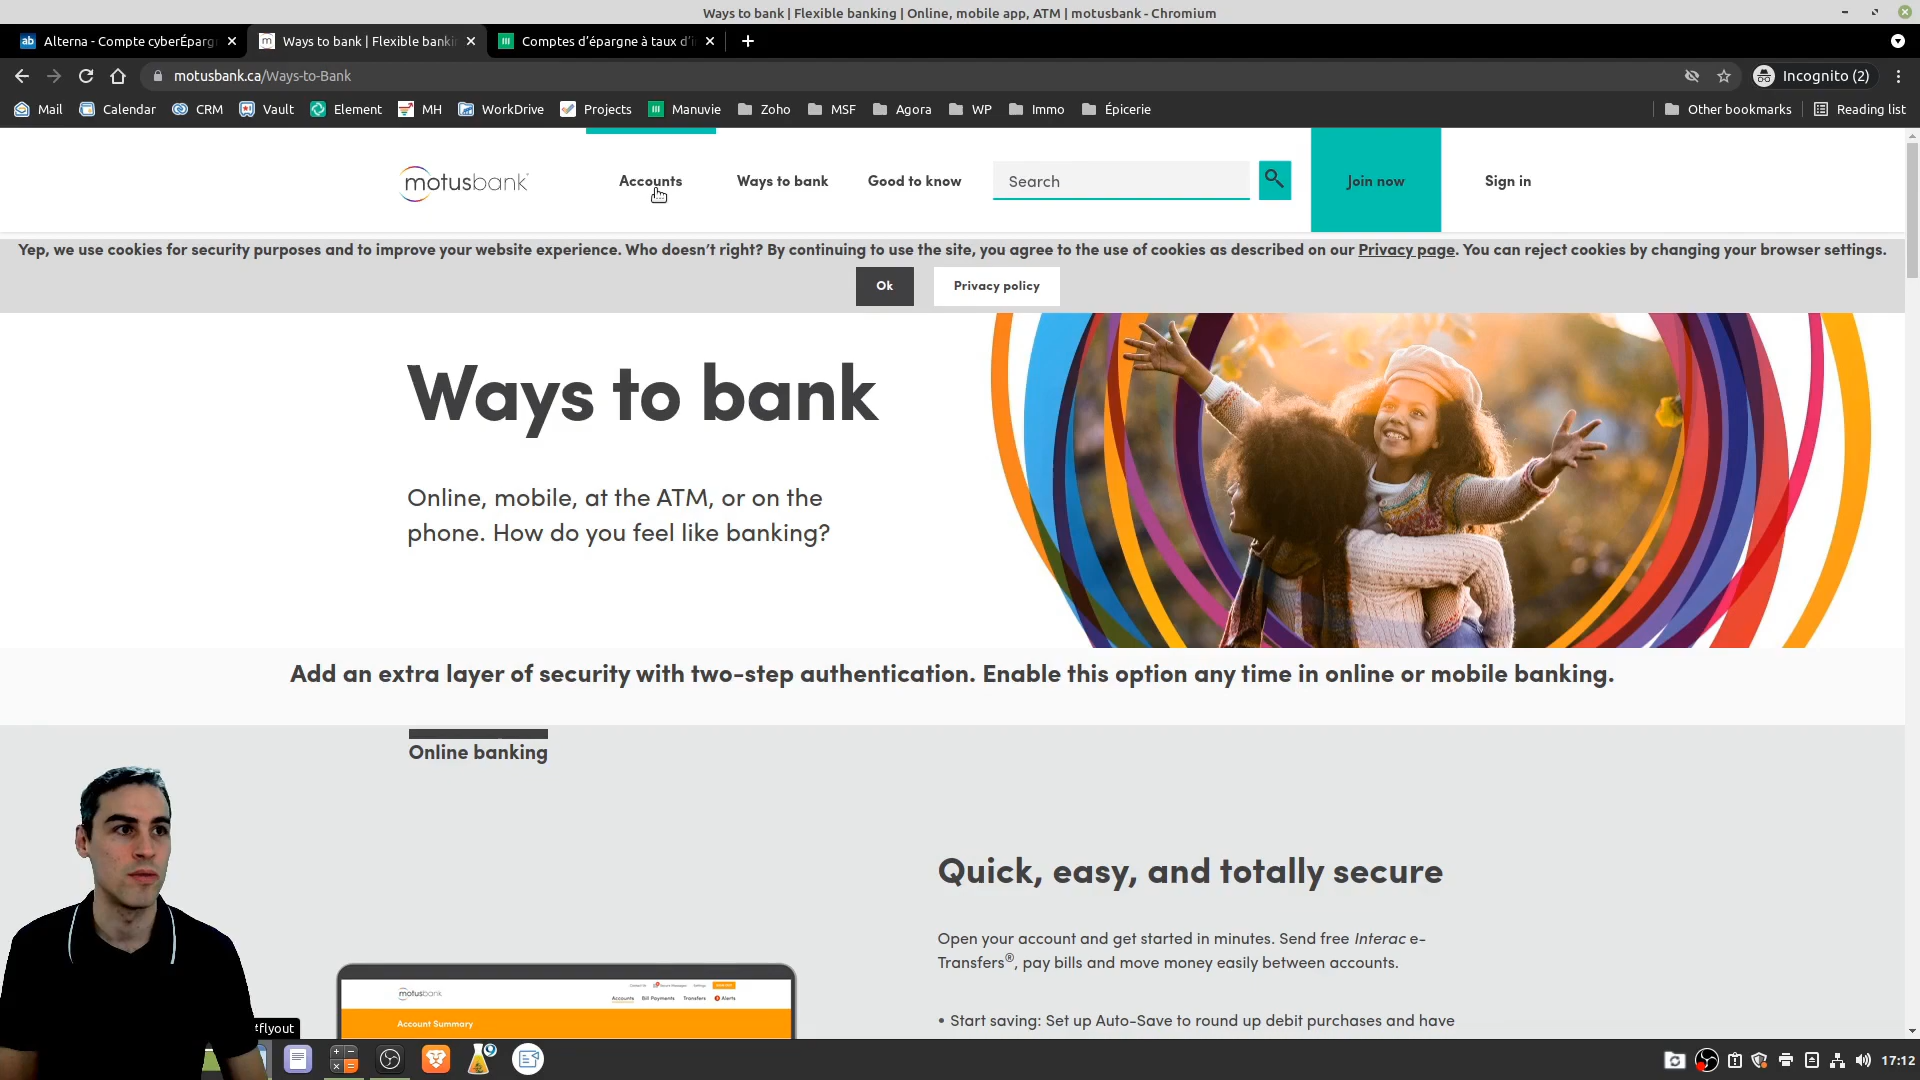 Ways to bank | Flexible banking | Online, mobile app, ATM | motusbank - Chromium
Alterna - Compte cyberÉparg
Ways to bank | Flexible banki
Comptes d'épargne à taux d'i
motusbank.ca/Ways-to-Bank
Incognito (2)
Mail Calendar CRM Vault Element MH WorkDrive Projects Manuvie Zoho MSF Agora WP Immo Épicerie Other bookmarks Reading list
motusbank
Accounts
Ways to bank
Good to know
Search
Join now
Sign in
Yep, we use cookies for security purposes and to improve your website experience. Who doesn't right? By continuing to use the site, you agree to the use of cookies as described on our Privacy page. You can reject cookies by changing your browser settings.
Ok
Privacy policy
Ways to bank
Online, mobile, at the ATM, or on the
phone. How do you feel like banking?
Add an extra layer of security with two-step authentication. Enable this option any time in online or mobile banking.
Online banking
Quick, easy, and totally secure
Open your account and get started in minutes. Send free Interac e-
Transfers®, pay bills and move money easily between accounts.
• Start saving: Set up Auto-Save to round up debit purchases and have
motusbank
Accounts Bill Payments Transfers Alerts
Account Summary
#flyout
17:12